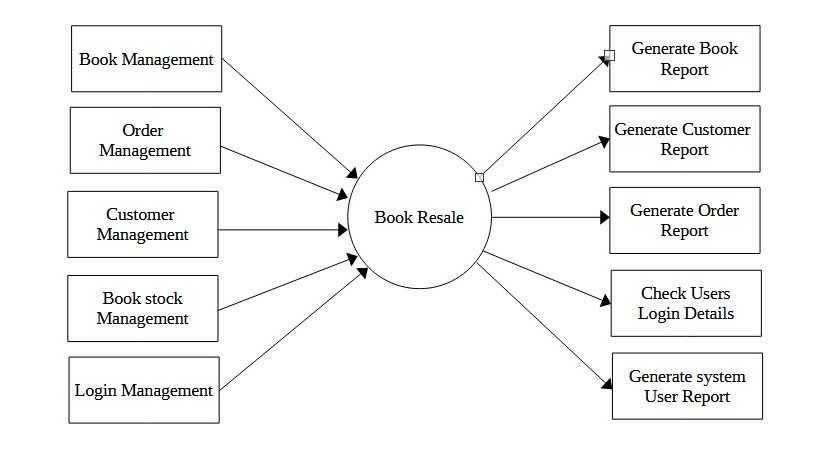 Book Management
Order
Management
Customer
Management
Book stock
Management
Login Management
Book Resale
Generate Book
Report
Generate Customer
Report
Generate Order
Report
Check Users
Login Details
Generate system
User Report